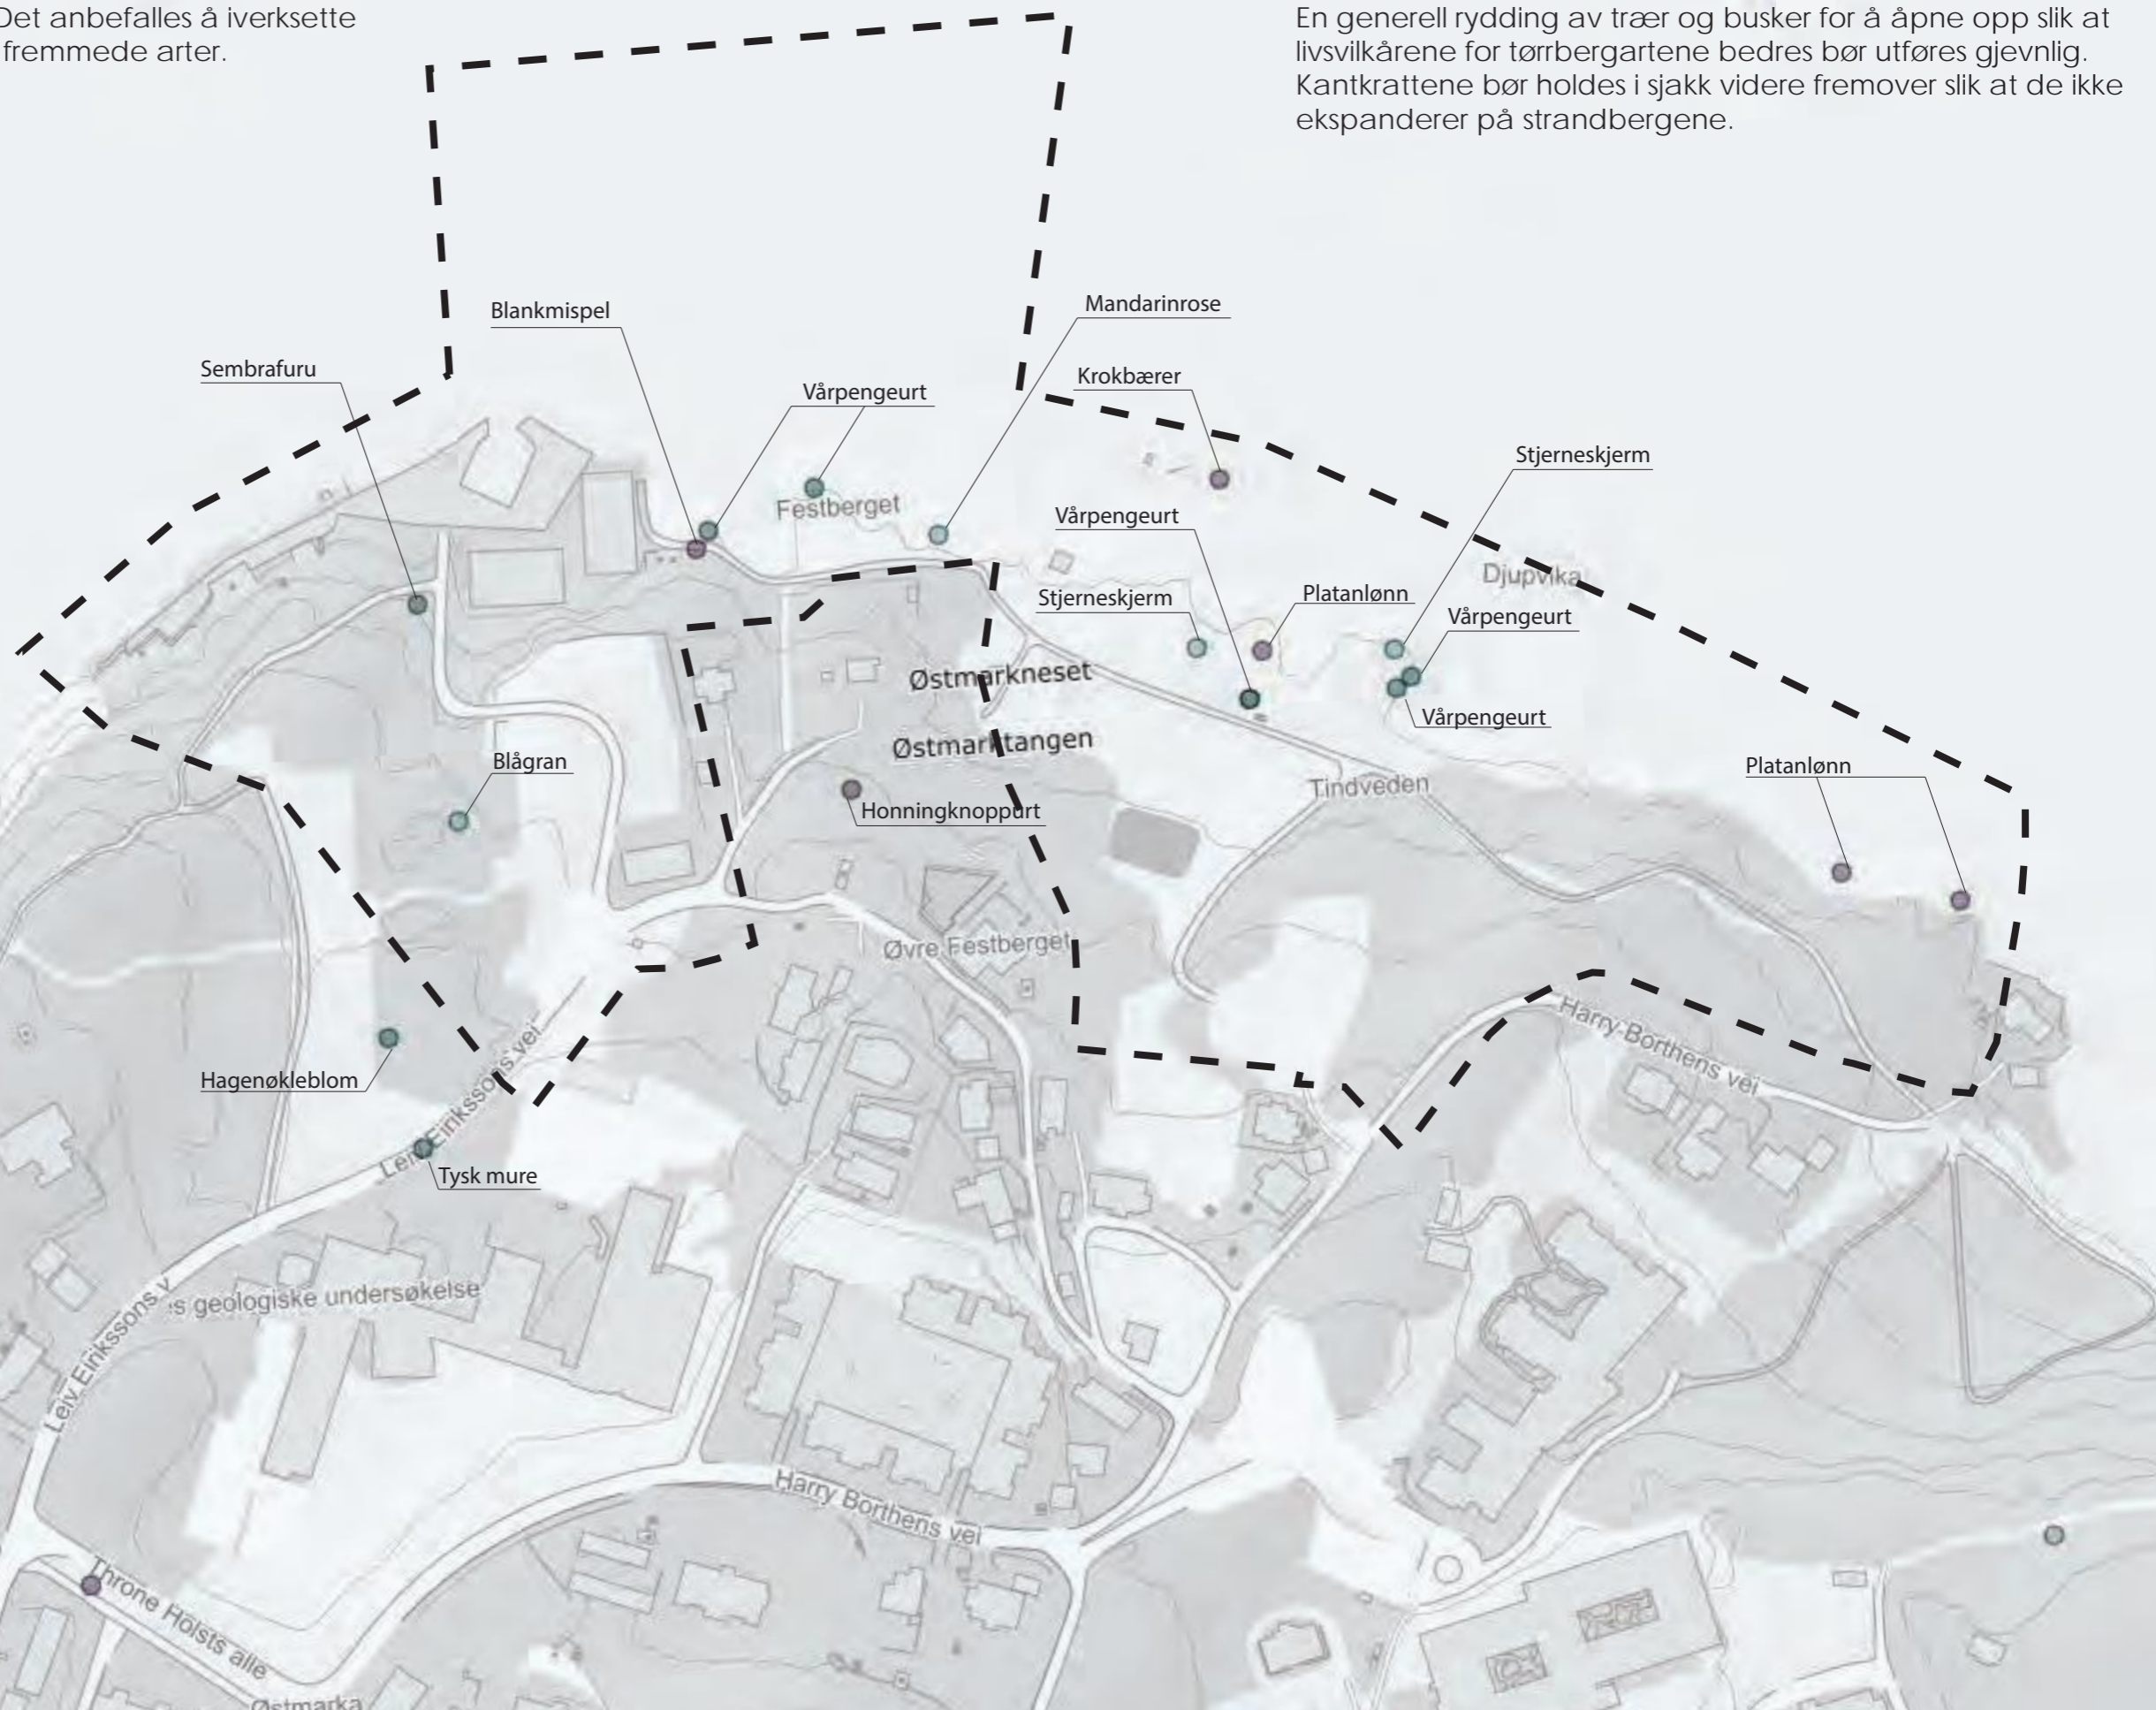 Det anbefalles å iverksette
fremmede arter.
En generell rydding av trær og busker for å åpne opp slik at
livsvilkårene for tørrbergartene bedres bør utføres gjevnlig.
Kantkrattene bør holdes i sjakk videre fremover slik at de ikke
ekspanderer på strandbergene.
Blankmispel
Mandarinrose
Sembrafuru
Vårpengeurt
Krokbærer
Stjerneskjerm
Festberget
Vårpengeurt
Djupvika
Stjerneskjerm
Platanlønn
Vårpengeurt
Østmarkneset
Vårpengeurt
Østmarktangen
Blågran
Platanlønn
Tindveden
Honningknoppurt
Øvre Festberget
Harry Borthens vei
Hagenøkleblom
Leiv Eirikssons vei
Tysk mure
s geologiske undersøkelse
Leiv Eirikssons v
Harry Borthens vei
Throne Holsts alle
Østmarka